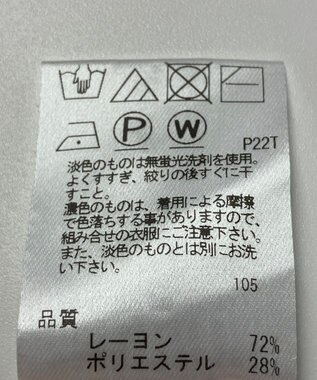 P W P22T
淡色のものは無蛍光洗剤を使用。
よくすすぎ、絞りの後すぐに干
すこと。
濃色のものは、着用による摩擦
で色落ちする事がありますので、
組み合せの衣服にご注意下さい。
また、淡色のものとは別にお洗
い下さい。
105
品質
レーヨン 72%
ポリエステル 28%